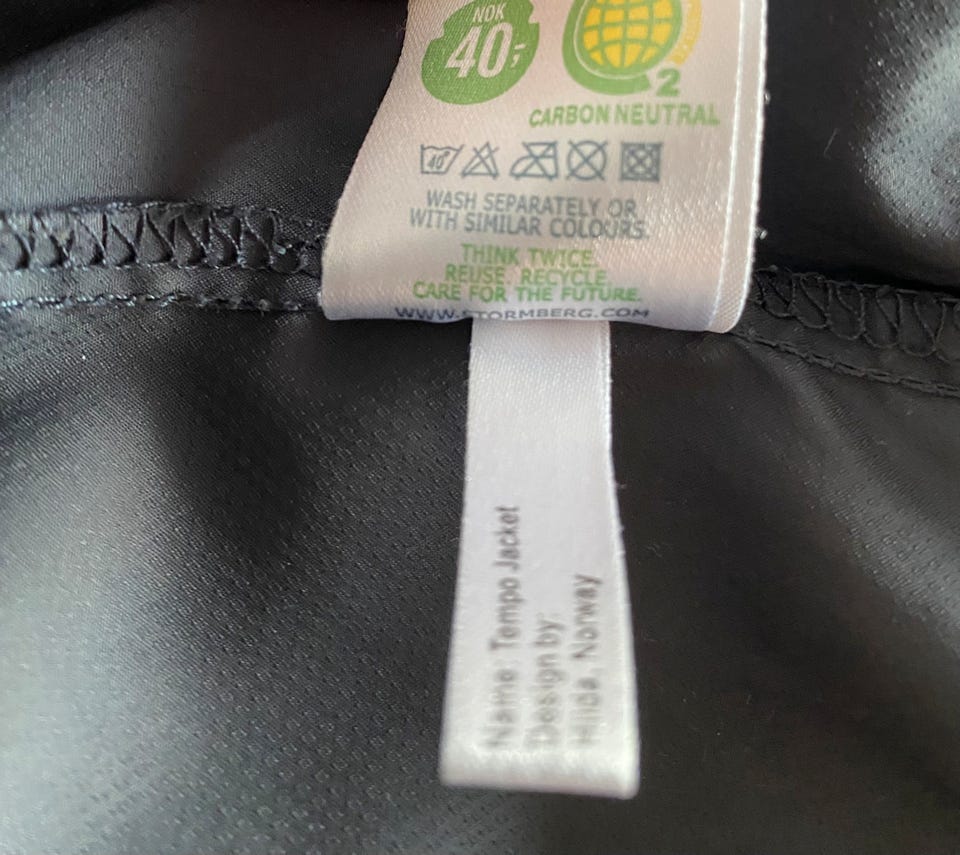 NOK
40,-
2
CARBON NEUTRAL
40°
WASH SEPARATELY OR
WITH SIMILAR COLOURS.
THINK TWICE.
REUSE. RECYCLE.
CARE FOR THE FUTURE.
WWW.STORMBERG.COM
Name: Tempo Jacket
Design by:
Hilda, Norway